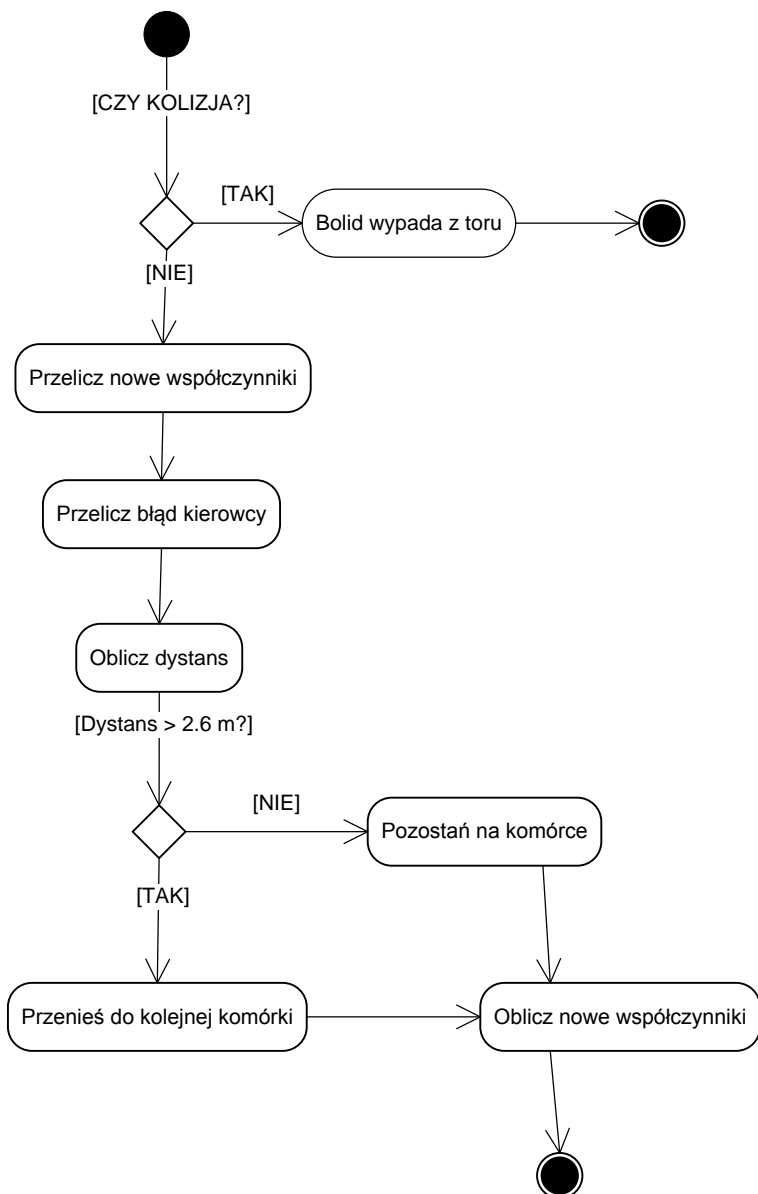 [CZY KOLIZJA?]
[TAK]
Bolid wypada z toru
[NIE]
Przelicz nowe współczynniki
Przelicz błąd kierowcy
Oblicz dystans
[Dystans > 2.6 m?]
[NIE]
Pozostań na komórce
[TAK]
Przenieś do kolejnej komórki
Oblicz nowe współczynniki